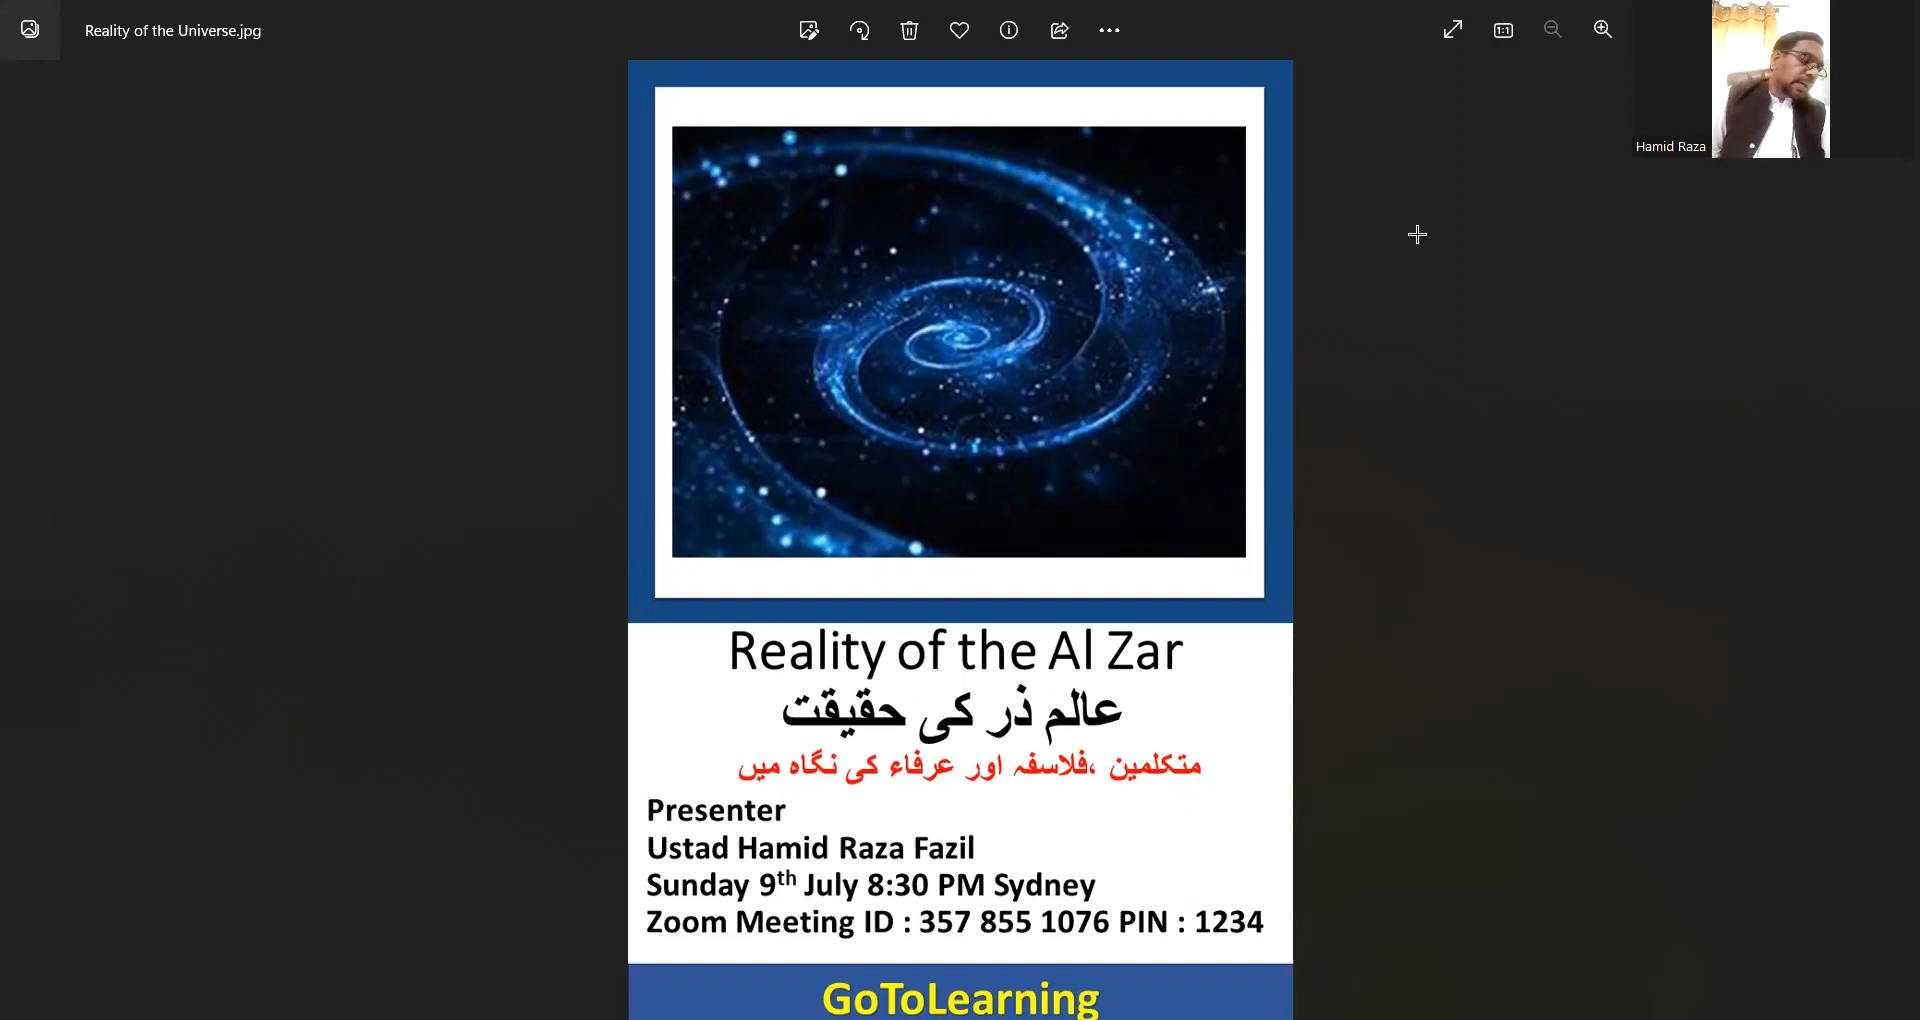 Reality of the Universe.jpg
1:1
Hamid Raza
Reality of the Al Zar
عالم ذر کی حقیقت
متکلمین ،فلاسفہ اور عرفاء کی نگاہ میں
Presenter
Ustad Hamid Raza Fazil
Sunday 9th July 8:30 PM Sydney
Zoom Meeting ID : 357 855 1076 PIN : 1234
GoToLearning